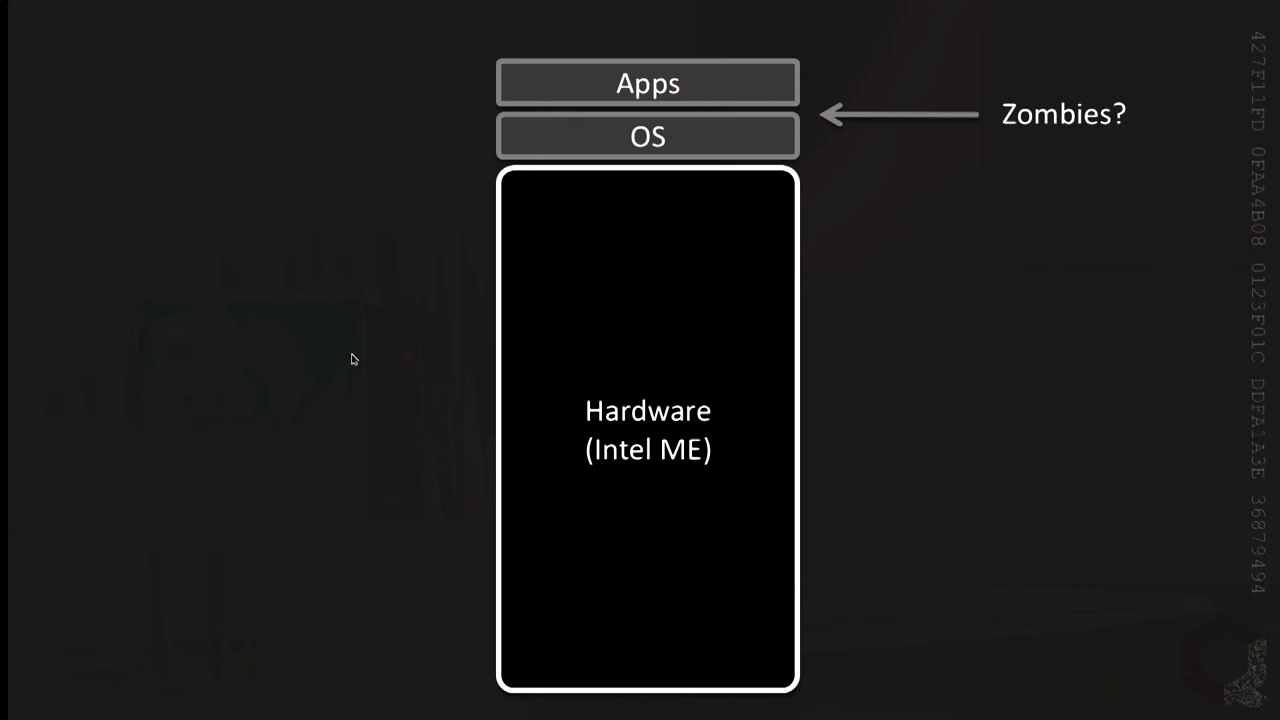 Apps
Zombies?
OS
Hardware
(Intel ME)
427F11FD 0FAA4B08 0123F01C DDFA1A3E 36879494